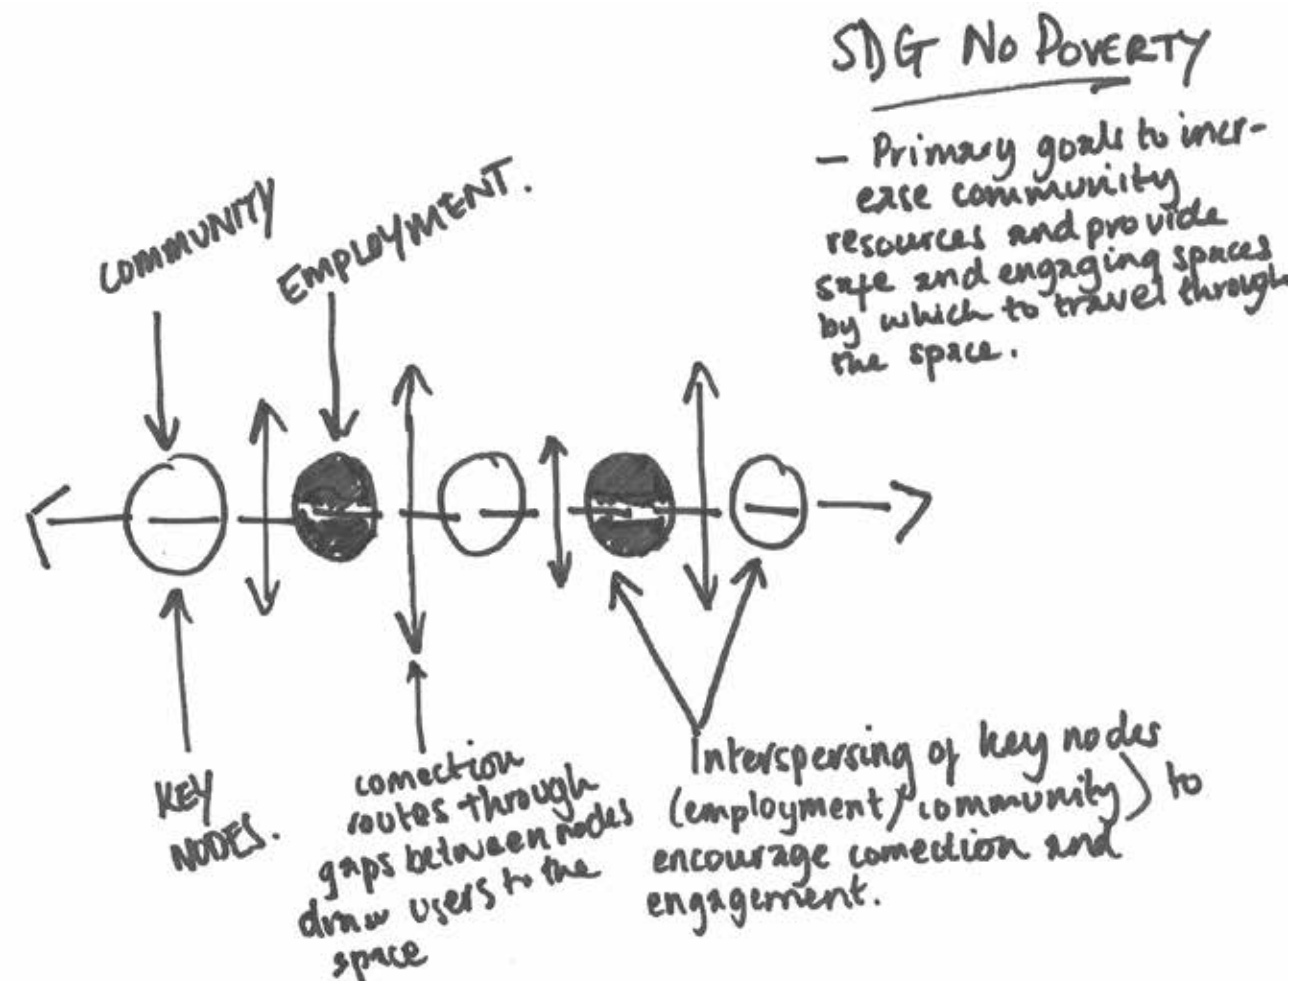 SDG No POVERTY
- Primary goals to incr-
ease community
resources and provide
safe and engaging spaces
by which to travel through
the space.
COMMUNITY
EMPLOYMENT.
KEY
NODES.
connection
routes through
gaps between nodes
draw users to the
space
Interspersing of key nodes
(employment/community) to
encourage connection and
engagement.